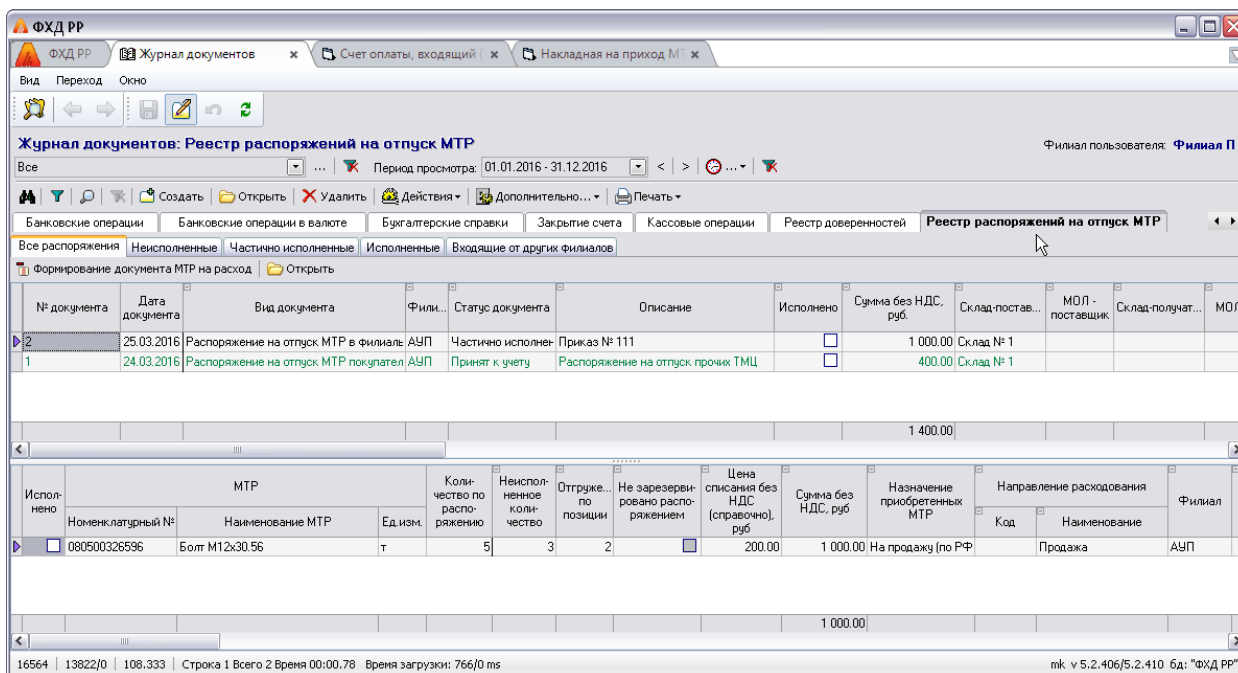 ФХД РР
ФХД РР Журнал документов Счет оплаты, входящий ( Накладная на приход МТ
Вид Переход Окно
Журнал документов: Реестр распоряжений на отпуск МТР Филиал пользователя: Филиал П
Все ... Период просмотра: 01.01.2016 - 31.12.2016 < > ...
Создать Открыть Удалить Действия Дополнительно... Печать
Банковские операции Банковские операции в валюте Бухгалтерские справки Закрытие счета Кассовые операции Реестр доверенностей Реестр распоряжений на отпуск МТР
Все распоряжения Неисполненные Частично исполненные Исполненные Входящие от других филиалов
Формирование документа МТР на расход Открыть
№ документа Дата документа Вид документа Фили... Статус документа Описание Исполнено Сумма без НДС, руб. Склад-постав... МОЛ - поставщик Склад-получат... МОЛ
2 25.03.2016 Распоряжение на отпуск МТР в филиаль АУП Частично исполнен Приказ № 111 1 000.00 Склад № 1
1 24.03.2016 Распоряжение на отпуск МТР покупател АУП Принят к учету Распоряжение на отпуск прочих ТМЦ 400.00 Склад № 1
1 400.00
Испол-
нено
МТР
Номенклатурный № Наименование МТР Ед.изм.
Коли-
чество по
распо-
ряжению
Неиспол-
ненное
коли-
чество
Отгруже...
по
позиции
Не зарезерви-
ровано распо-
ряжением
Цена
списания без
НДС
(справочно),
руб
Сумма без
НДС, руб
Назначение
приобретенных
МТР
Направление расходования
Код Наименование
Филиал
080500326596 Болт М12х30.56 т 5 3 2 200.00 1 000.00 На продажу (по РФ Продажа АУП
1 000.00
16564 13822/0 108.333 Строка 1 Всего 2 Время 00:00.78 Время загрузки: 766/0 ms mk v 5.2.406/5.2.410 бд: "ФХД РР"